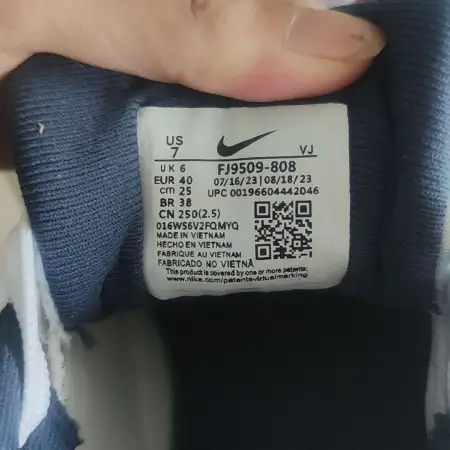 US
7
VJ
UK 6
FJ9509-808
EUR 40
07/16/23 | 08/18/23
cm 25
UPC 00196604442046
BR 38
CN 250(2.5)
016WS6V2FQMYQ
MADE IN VIETNAM
HECHO EN VIETNAM
FABRIQUE AU VIETNAM
FABRICADO NO VIETNÃ
This product is covered by one or more patents:
www.nike.com/patentsvirtualmarking